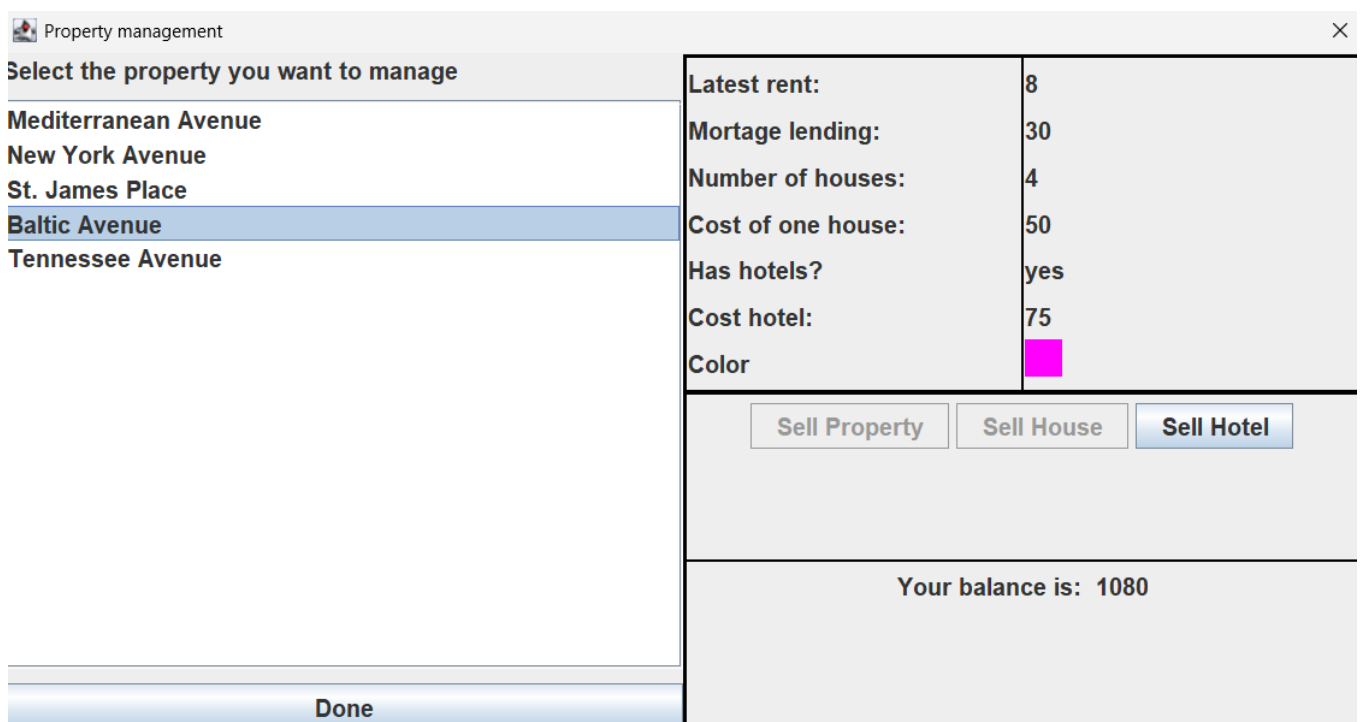 Property management
Select the property you want to manage
Mediterranean Avenue
New York Avenue
St. James Place
Baltic Avenue
Tennessee Avenue
Done
Latest rent: 8
Mortage lending: 30
Number of houses: 4
Cost of one house: 50
Has hotels? yes
Cost hotel: 75
Color
Sell Property Sell House Sell Hotel
Your balance is: 1080